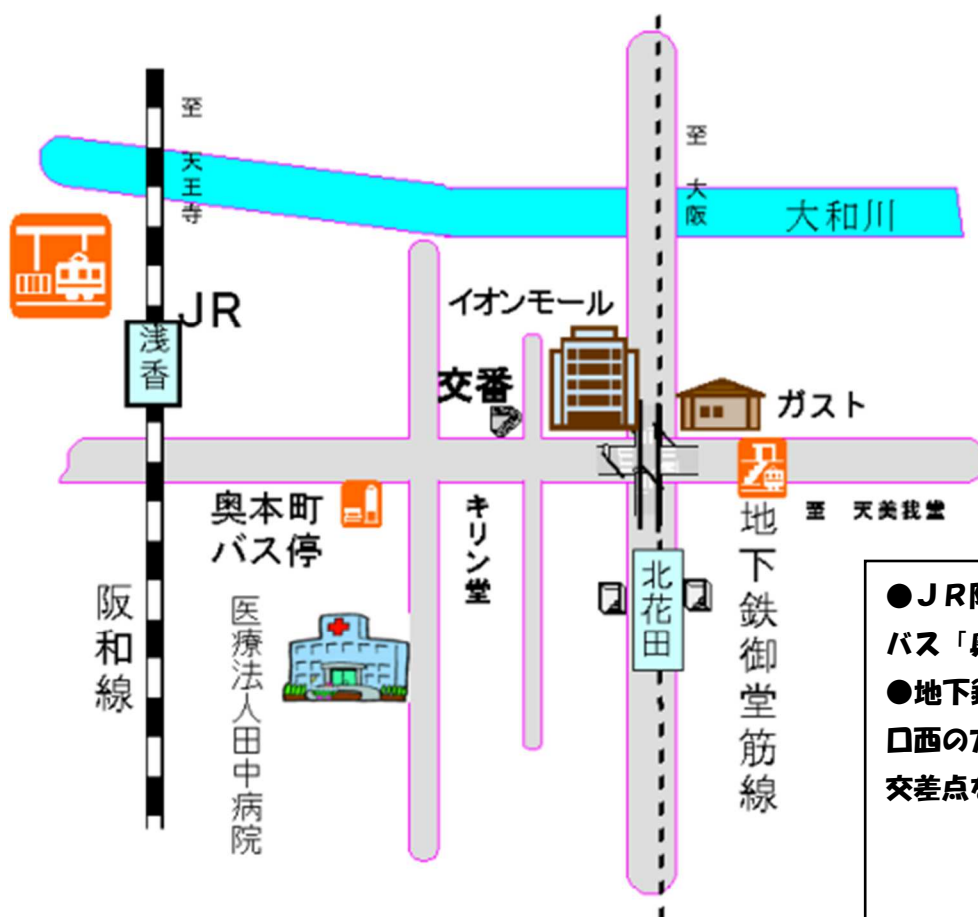 至 天王寺
至 大阪
大和川
JR
浅香
イオンモール
交番
ガスト
奥本町
バス停
キリン堂
至 天美我堂
北花田
地下鉄御堂筋線
阪和線
医療法人田中病院
●JR阪
バス「奥
●地下鉄
口西の
交差点